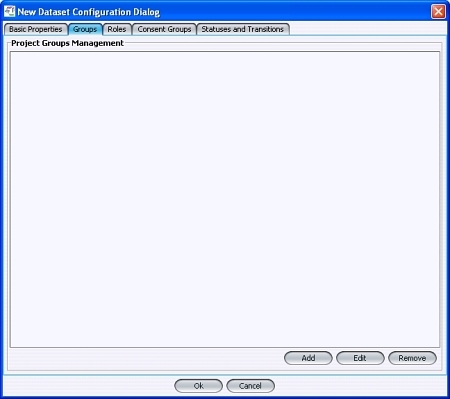 New Dataset Configuration Dialog
Basic Properties Groups Roles Consent Groups Statuses and Transitions
Project Groups Management
Add Edit Remove
Ok Cancel